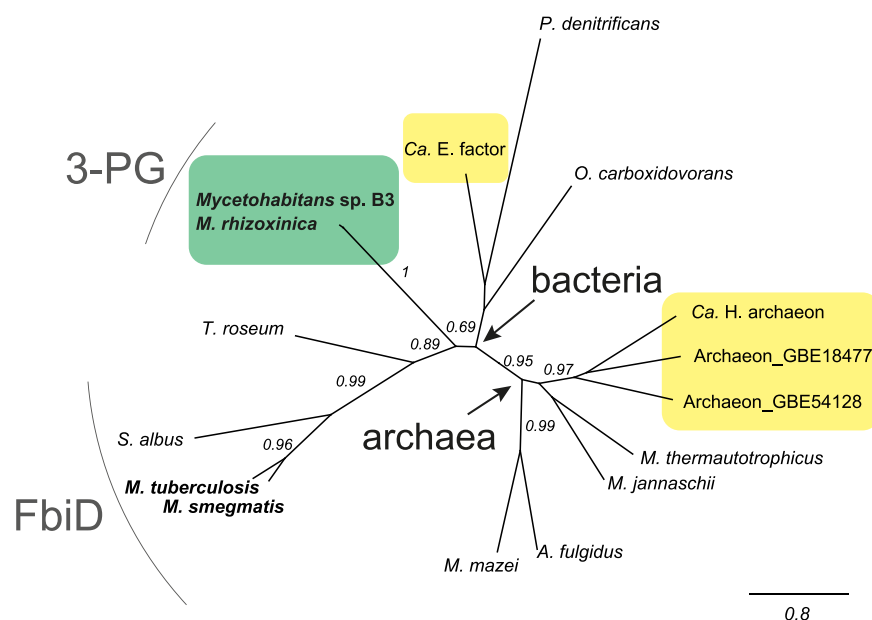 P. denitrificans
3-PG
Ca. E. factor
O. carboxidovorans
Mycetohabitans sp. B3
M. rhizoxinica
1
bacteria
Ca. H. archaeon
T. roseum
0.69
0.89
0.95
0.97
Archaeon_GBE18477
0.99
Archaeon_GBE54128
S. albus
0.96
archaea
0.99
M. thermautotrophicus
M. jannaschii
M. tuberculosis
M. smegmatis
FbiD
M. mazei
A. fulgidus
0.8